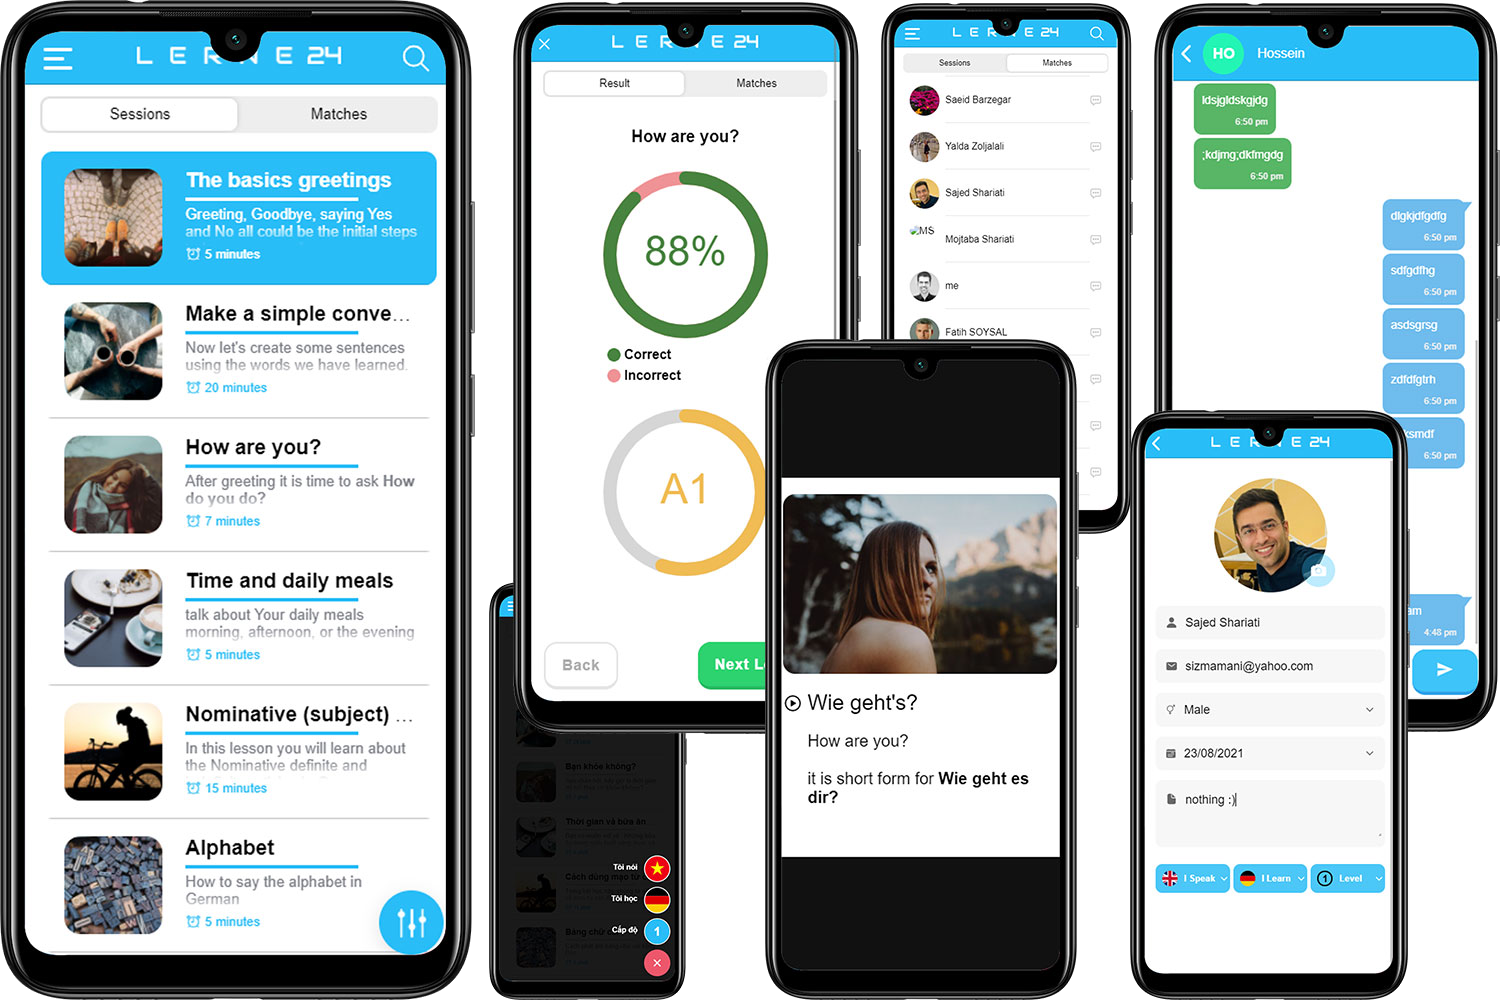 LERNE 24
Sessions
Matches
The basics greetings
Greeting, Goodbye, saying Yes
and No all could be the initial steps
5 minutes
Make a simple conve...
Now let's create some sentences
using the words we have learned.
20 minutes
How are you?
After greeting it is time to ask How
do you do?
7 minutes
Time and daily meals
talk about Your daily meals
morning, afternoon, or the evening
5 minutes
Nominative (subject) ...
In this lesson you will learn about
the Nominative definite and
15 minutes
Alphabet
How to say the alphabet in
German
5 minutes
LERNE 24
Result
Matches
How are you?
88%
Correct
Incorrect
A1
Back
Next L
Bạn khỏe không?
Thời gian và bữa ăn
Tôi nói
Tôi học
Cấp độ
1
LERNE 24
Sessions
Matches
Saeid Barzegar
Yalda Zoljalali
Sajed Shariati
MS
Mojtaba Shariati
me
Fatih SOYSAL
Wie geht's?
How are you?
it is short form for Wie geht es
dir?
HO
Hossein
ldsjgldskgjdg
6:50 pm
;kdjmg;dkfmgdg
6:50 pm
dlgkjdfgdfg
6:50 pm
sdfgdfhg
6:50 pm
asdsgrsg
6:50 pm
zdfdfgtrh
6:50 pm
ksmdf
6:50 pm
am
4:48 pm
LERNE 24
Sajed Shariati
sizmamani@yahoo.com
Male
23/08/2021
nothing :)
I Speak
I Learn
1
Level